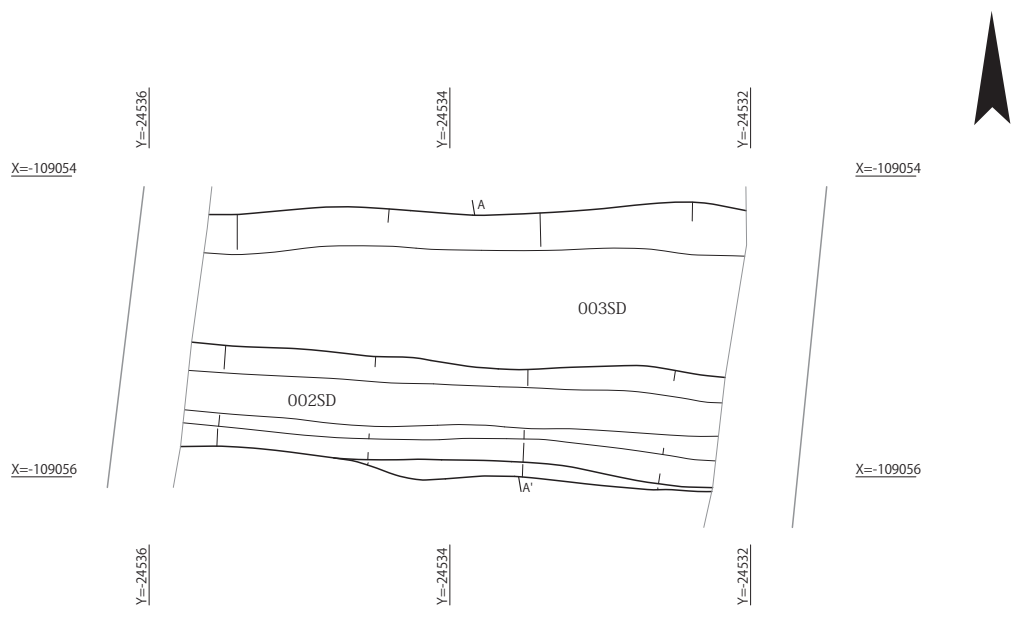 Y=-24536
Y=-24534
Y=-24532
X=-109054
X=-109054
A
003SD
002SD
X=-109056
X=-109056
A'
Y=-24536
Y=-24534
Y=-24532